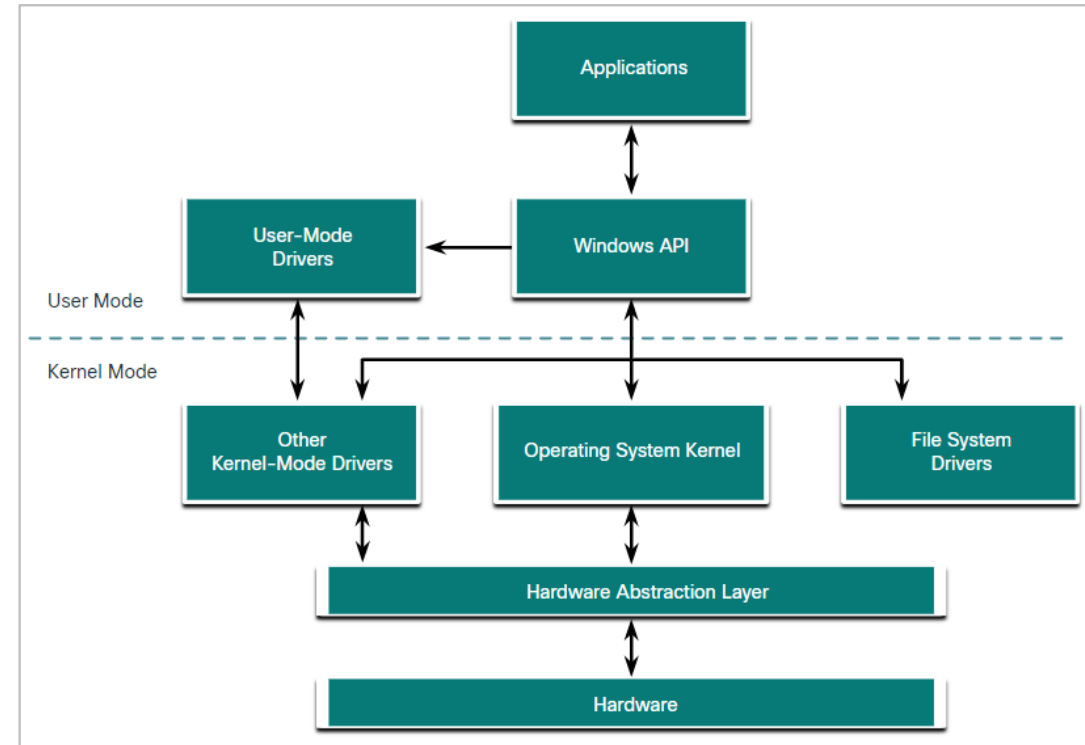 Applications
User-Mode
Drivers
Windows API
User Mode
Kernel Mode
Other
Kernel-Mode Drivers
Operating System Kernel
File System
Drivers
Hardware Abstraction Layer
Hardware